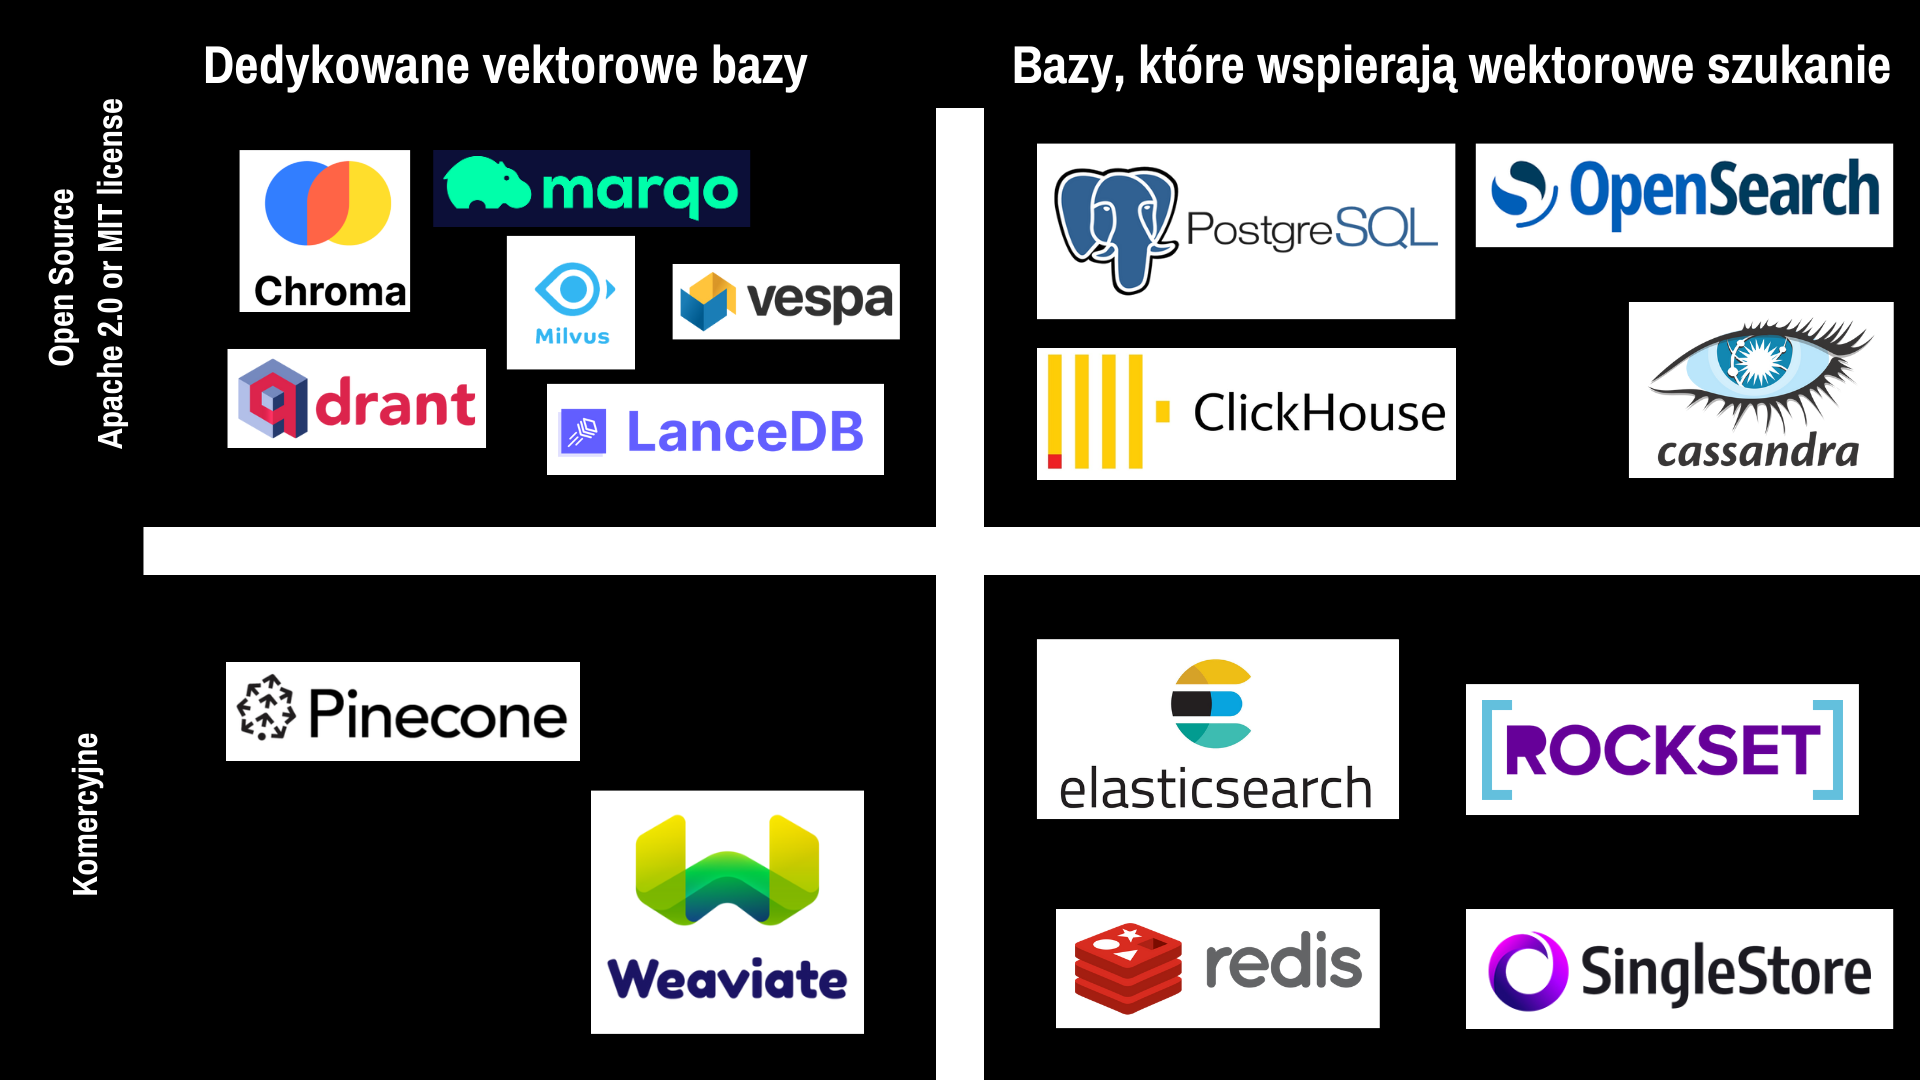 Dedykowane vektorowe bazy
Bazy, które wspierają wektorowe szukanie
Open Source
Apache 2.0 or MIT license
Chroma
marqo
Milvus
vespa
qdrant
LanceDB
PostgreSQL
OpenSearch
ClickHouse
cassandra
Komercyjne
Pinecone
Weaviate
elasticsearch
ROCKSET
redis
SingleStore